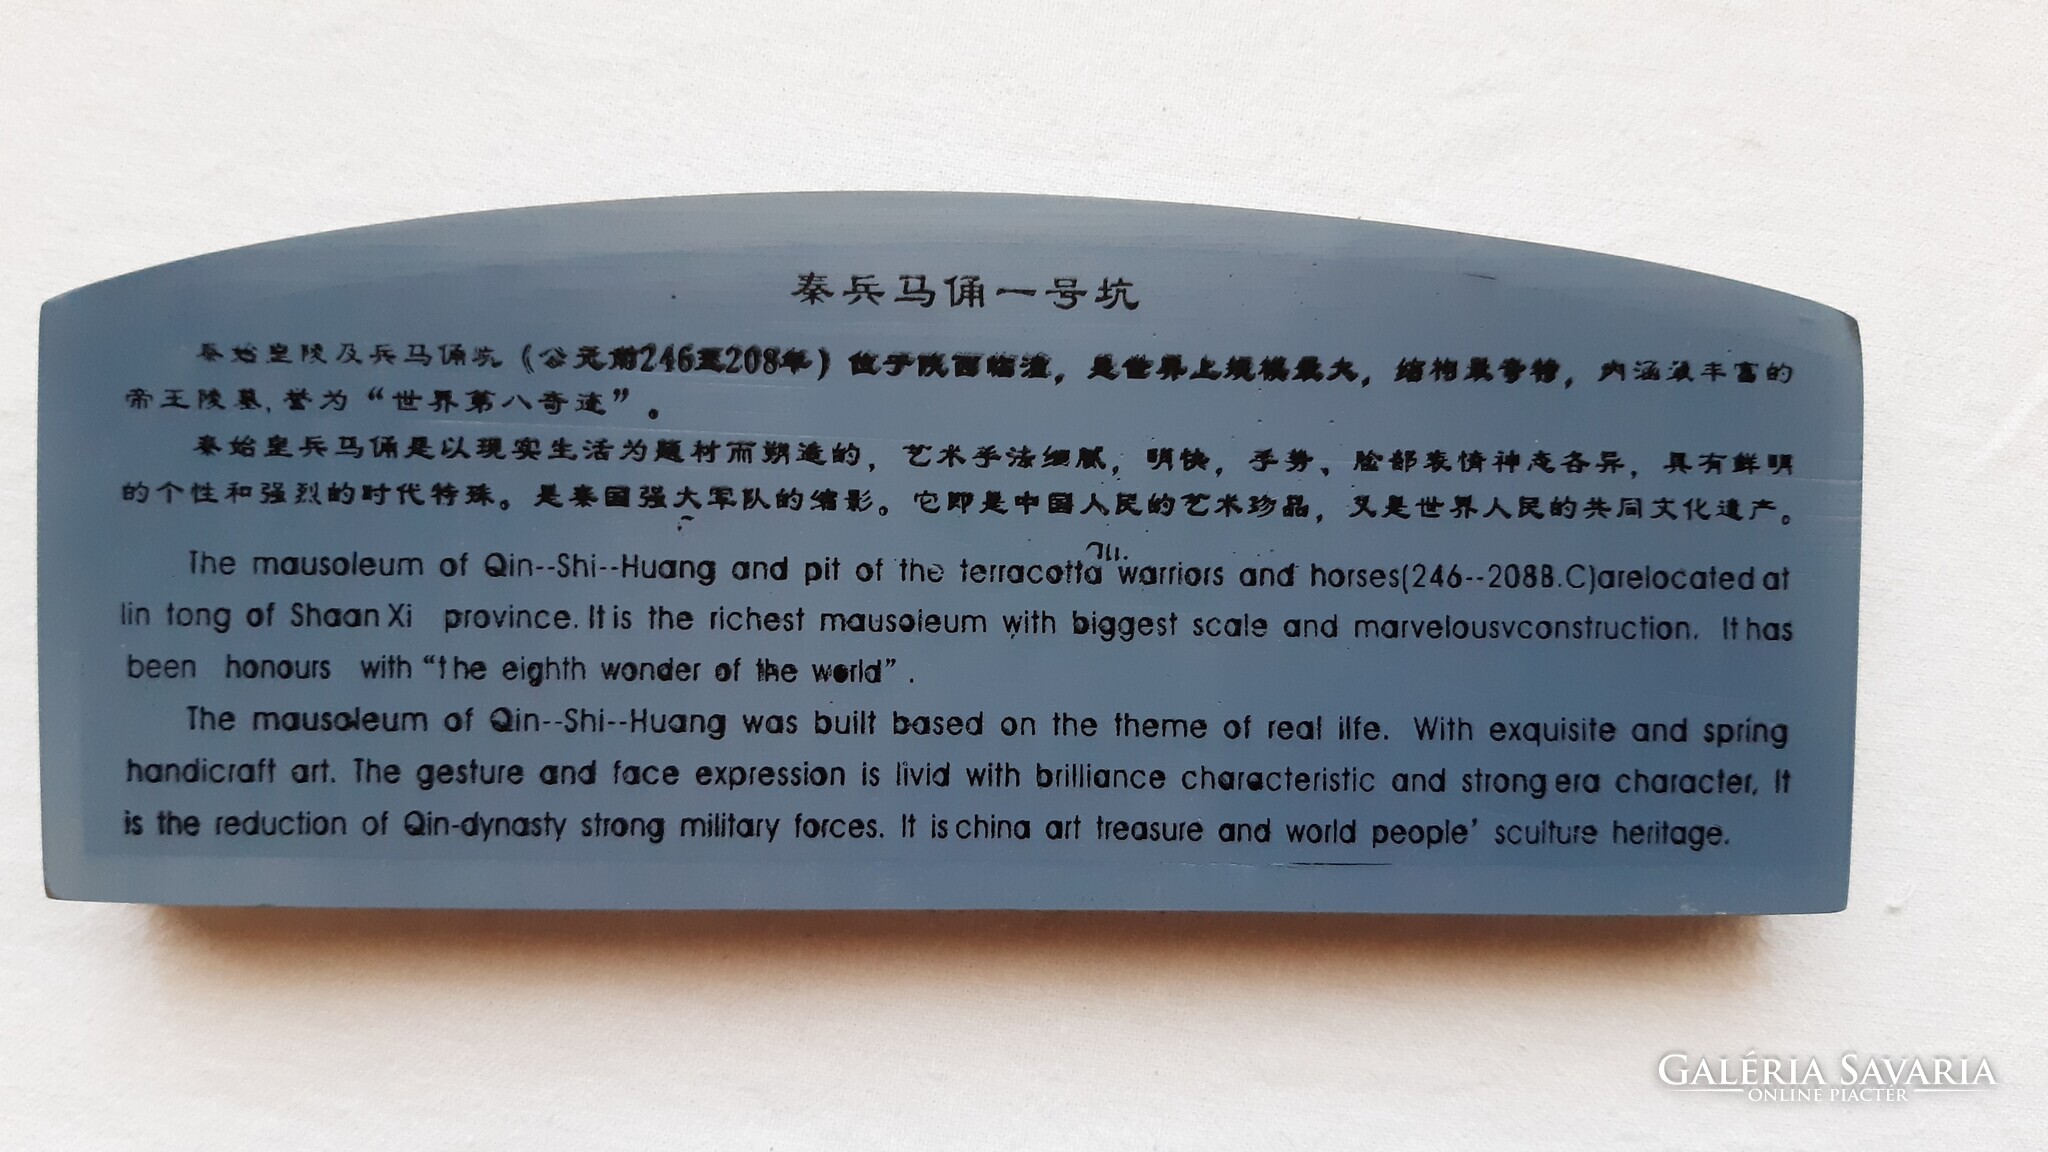 秦兵马俑一号坑
秦始皇陵及兵马俑坑（公元前246至208年）位于陕西临潼，是世界上规模最大，结构最奇特，内涵最丰富的
帝王陵墓,誉为“世界第八奇迹”。
秦始皇兵马俑是以现实生活为题材而塑造的，艺术手法细腻，明快，手势、脸部表情神态各异，具有鲜明
的个性和强烈的时代特殊。是秦国强大军队的缩影。它即是中国人民的艺术珍品，又是世界人民的共同文化遗产。
The mausoleum of Qin--Shi--Huang and pit of the terracotta warriors and horses(246--208B.C)arelocated at
lin tong of Shaan Xi province. It is the richest mausoleum with biggest scale and marvelousvconstruction. It has
been honours with “the eighth wonder of the world”.
The mausoleum of Qin--Shi--Huang was built based on the theme of real ilfe. With exquisite and spring
handicraft art. The gesture and face expression is livid with brilliance characteristic and strong era character, It
is the reduction of Qin-dynasty strong military forces. It is china art treasure and world people’ sculture heritage.
GALÉRIA SAVARIA
ONLINE PIACTÉR